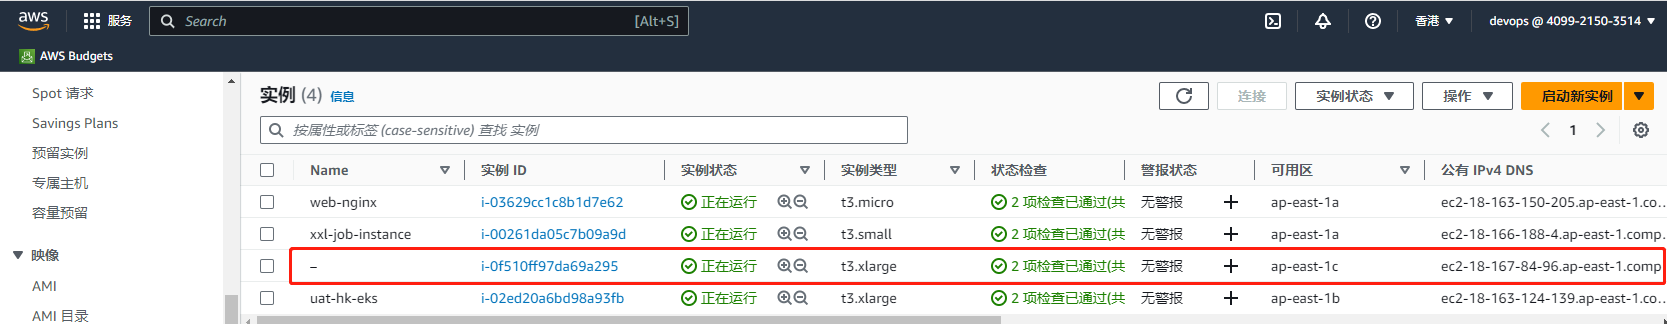 aws 服务 Search [Alt+S] 香港 devops @ 4099-2150-3514
AWS Budgets
Spot 请求
Savings Plans
预留实例
专属主机
容量预留
映像
AMI
AMI 目录
实例 (4) 信息 连接 实例状态 操作 启动新实例
按属性或标签 (case-sensitive) 查找 实例 1
Name 实例 ID 实例状态 实例类型 状态检查 警报状态 可用区 公有 IPv4 DNS
web-nginx i-03629cc1c8b1d7e62 正在运行 t3.micro 2 项检查已通过(共 无警报 + ap-east-1a ec2-18-163-150-205.ap-east-1.co...
xxl-job-instance i-00261da05c7b09a9d 正在运行 t3.small 2 项检查已通过(共 无警报 + ap-east-1a ec2-18-166-188-4.ap-east-1.comp...
– i-0f510ff97da69a295 正在运行 t3.xlarge 2 项检查已通过(共 无警报 + ap-east-1c ec2-18-167-84-96.ap-east-1.comp
uat-hk-eks i-02ed20a6bd98a93fb 正在运行 t3.xlarge 2 项检查已通过(共 无警报 + ap-east-1b ec2-18-163-124-139.ap-east-1.co...